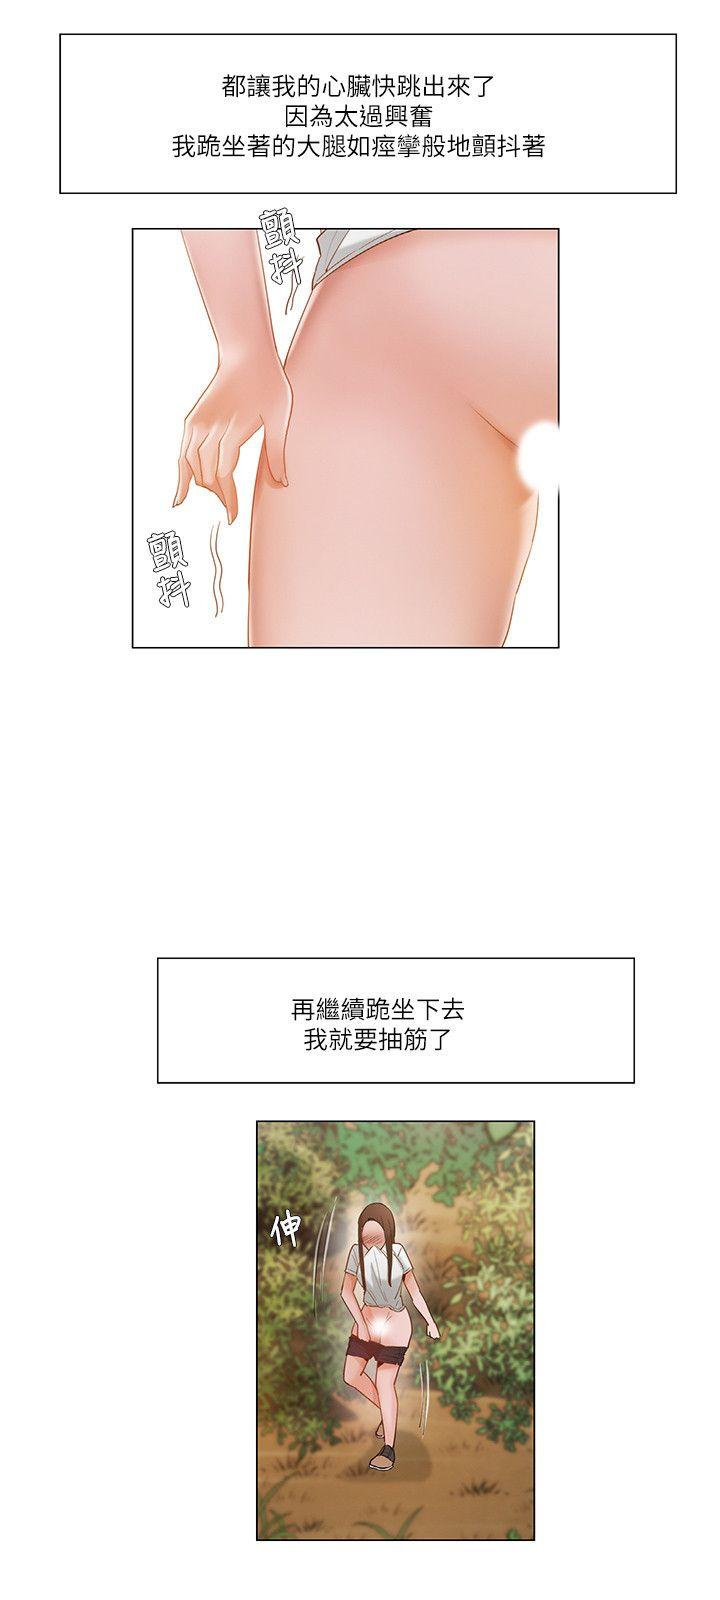 都讓我的心臟快跳出來了
因為太過興奮
我跪坐著的大腿如痙攣般地顫抖著
顫抖
顫抖
再繼續跪坐下去
我就要抽筋了
伸